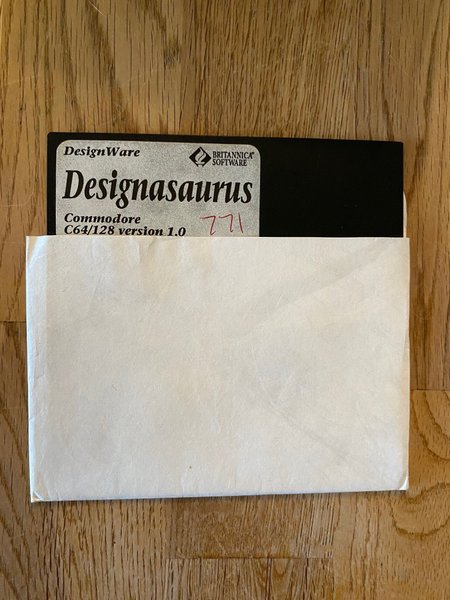 DesignWare
BRITANNICA®
SOFTWARE
Designasaurus
Commodore
C64/128 version 1.0
771